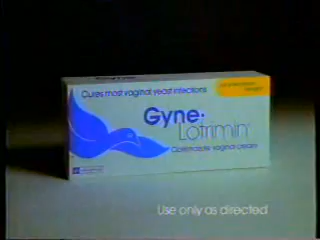 Cures most vaginal yeast infections
Gyne·
Lotrimin®
Clotrimazole vaginal cream
Use only as directed